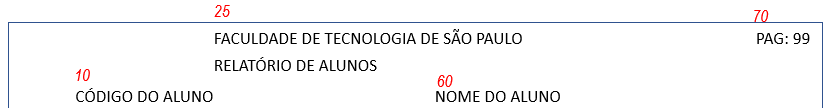 25 70
FACULDADE DE TECNOLOGIA DE SÃO PAULO PAG: 99
RELATÓRIO DE ALUNOS
10 60
CÓDIGO DO ALUNO NOME DO ALUNO